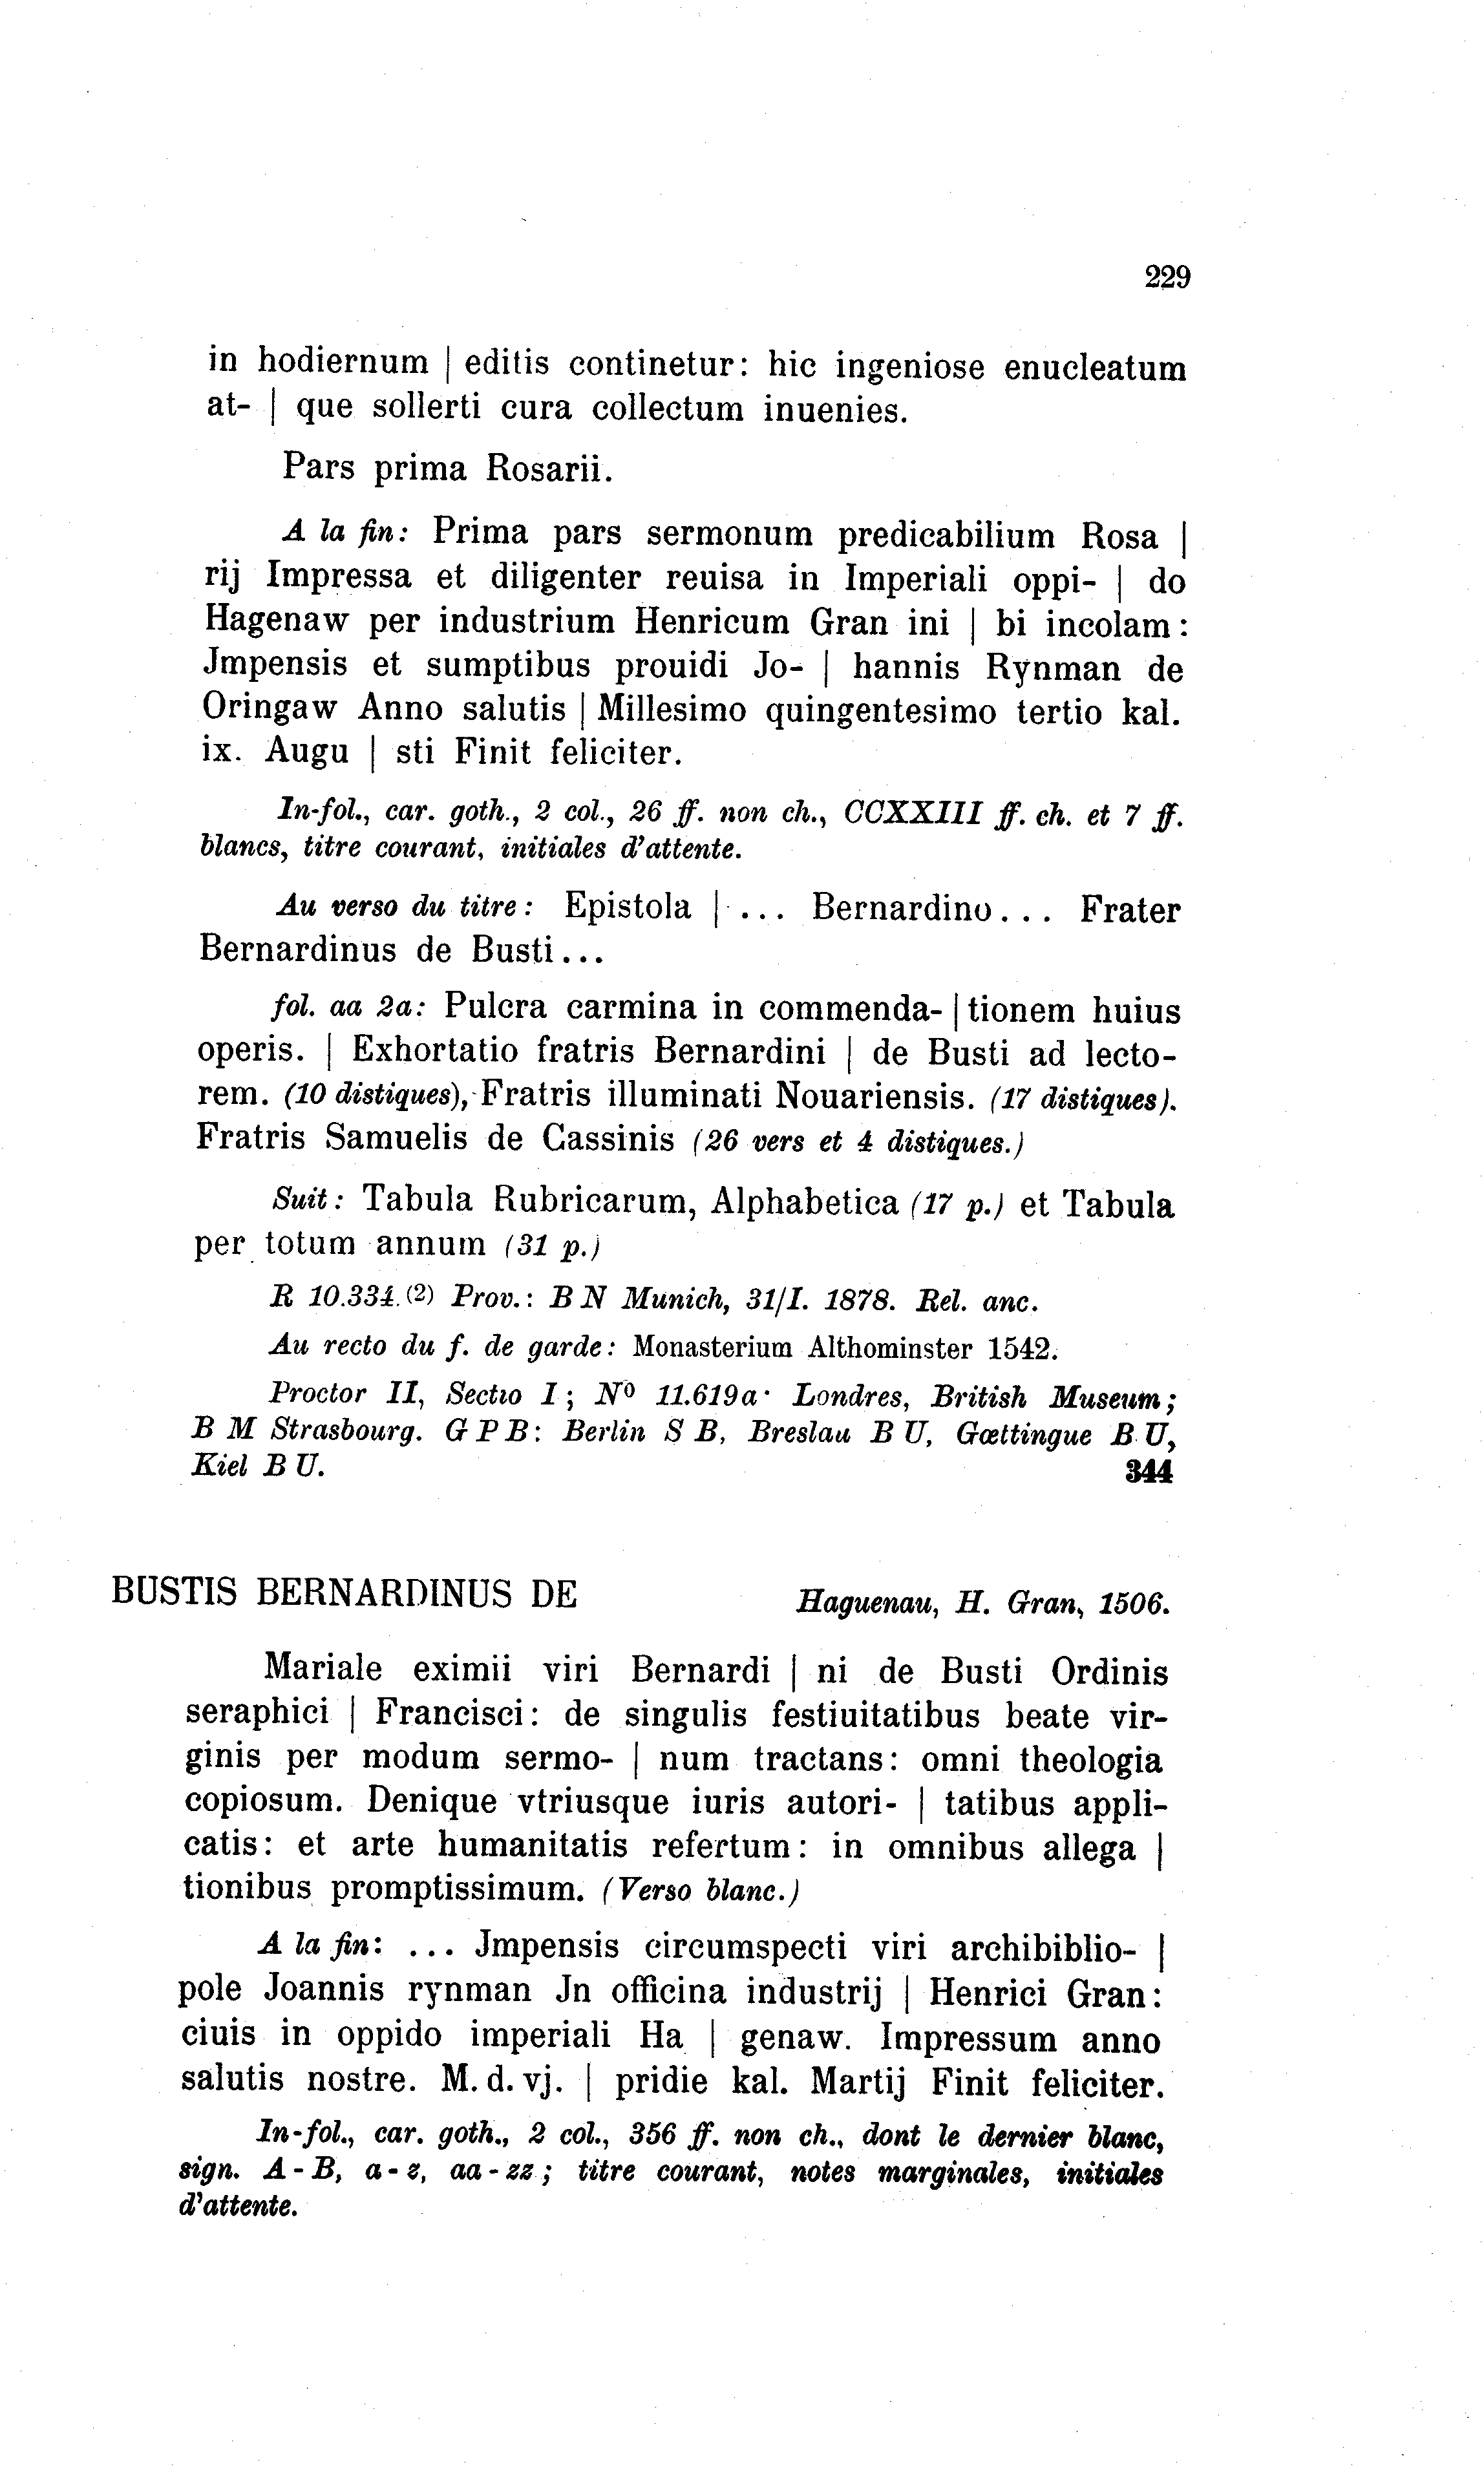 229
in hodiernum | editis continetur: hic ingeniose enucleatum
at- | que sollerti cura collectum inuenies.
Pars prima Rosarii.
A la fin: Prima pars sermonum predicabilium Rosa |
rij Impressa et diligenter reuisa in Imperiali oppi- | do
Hagenaw per industrium Henricum Gran ini | bi incolam:
Jmpensis et sumptibus prouidi Jo- | hannis Rynman de
Oringaw Anno salutis | Millesimo quingentesimo tertio kal.
ix. Augu | sti Finit feliciter.
In-fol., car. goth., 2 col., 26 ff. non ch., CCXXIII ff. ch. et 7 ff.
blancs, titre courant, initiales d'attente.
Au verso du titre: Epistola | ... Bernardino... Frater
Bernardinus de Busti...
fol. aa 2a: Pulcra carmina in commenda- | tionem huius
operis. | Exhortatio fratris Bernardini | de Busti ad lecto-
rem. (10 distiques), Fratris illuminati Nouariensis. (17 distiques).
Fratris Samuelis de Cassinis (26 vers et 4 distiques.)
Suit: Tabula Rubricarum, Alphabetica (17 p.) et Tabula
per totum annum (31 p.)
R 10.334.(2) Prov.: B N Munich, 31/I. 1878. Rel. anc.
Au recto du f. de garde: Monasterium Althominster 1542.
Proctor II, Sectio I; Nº 11.619a· Londres, British Museum;
B M Strasbourg. G P B: Berlin S B, Breslau B U, Gœttingue B U,
Kiel B U. 344
BUSTIS BERNARDINUS DE Haguenau, H. Gran, 1506.
Mariale eximii viri Bernardi | ni de Busti Ordinis
seraphici | Francisci: de singulis festiuitatibus beate vir-
ginis per modum sermo- | num tractans: omni theologia
copiosum. Denique vtriusque iuris autori- | tatibus appli-
catis: et arte humanitatis refertum: in omnibus allega |
tionibus promptissimum. (Verso blanc.)
A la fin: ... Jmpensis circumspecti viri archibiblio- |
pole Joannis rynman Jn officina industrij | Henrici Gran:
ciuis in oppido imperiali Ha | genaw. Impressum anno
salutis nostre. M. d. vj. | pridie kal. Martij Finit feliciter.
In-fol., car. goth., 2 col., 356 ff. non ch., dont le dernier blanc,
sign. A - B, a - z, aa - zz; titre courant, notes marginales, initiales
d'attente.